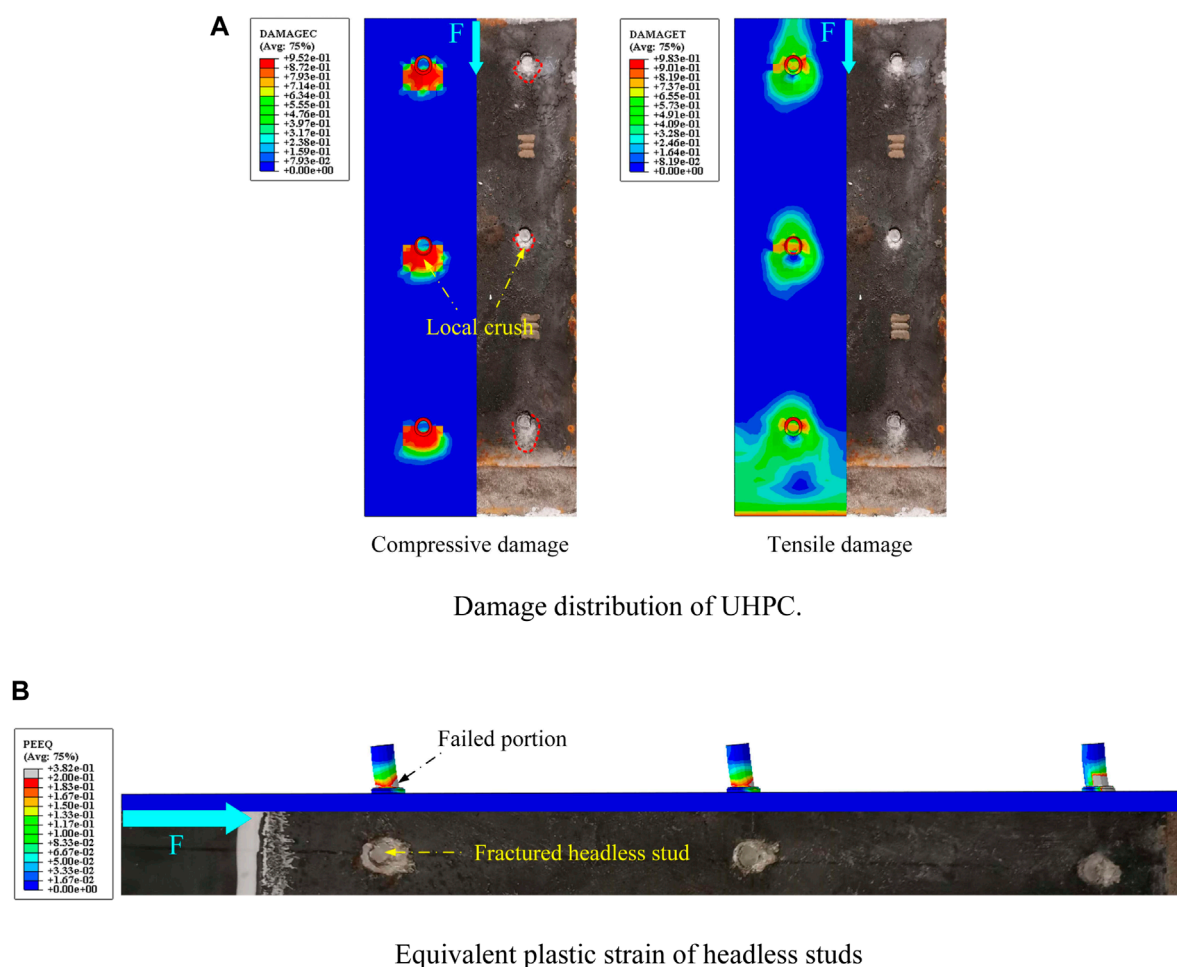 A
DAMAGEC
(Avg: 75%)
+9.52e-01
+8.72e-01
+7.93e-01
+7.14e-01
+6.34e-01
+5.55e-01
+4.76e-01
+3.97e-01
+3.17e-01
+2.38e-01
+1.59e-01
+7.93e-02
+0.00e+00
F
Local crush
Compressive damage
DAMAGET
(Avg: 75%)
+9.83e-01
+9.01e-01
+8.19e-01
+7.37e-01
+6.55e-01
+5.73e-01
+4.91e-01
+4.09e-01
+3.28e-01
+2.46e-01
+1.64e-01
+8.19e-02
+0.00e+00
F
Tensile damage
Damage distribution of UHPC.
B
PEEQ
(Avg: 75%)
+3.82e-01
+2.00e-01
+1.83e-01
+1.67e-01
+1.50e-01
+1.33e-01
+1.17e-01
+1.00e-01
+8.33e-02
+6.67e-02
+5.00e-02
+3.33e-02
+1.67e-02
+0.00e+00
Failed portion
F
Fractured headless stud
Equivalent plastic strain of headless studs